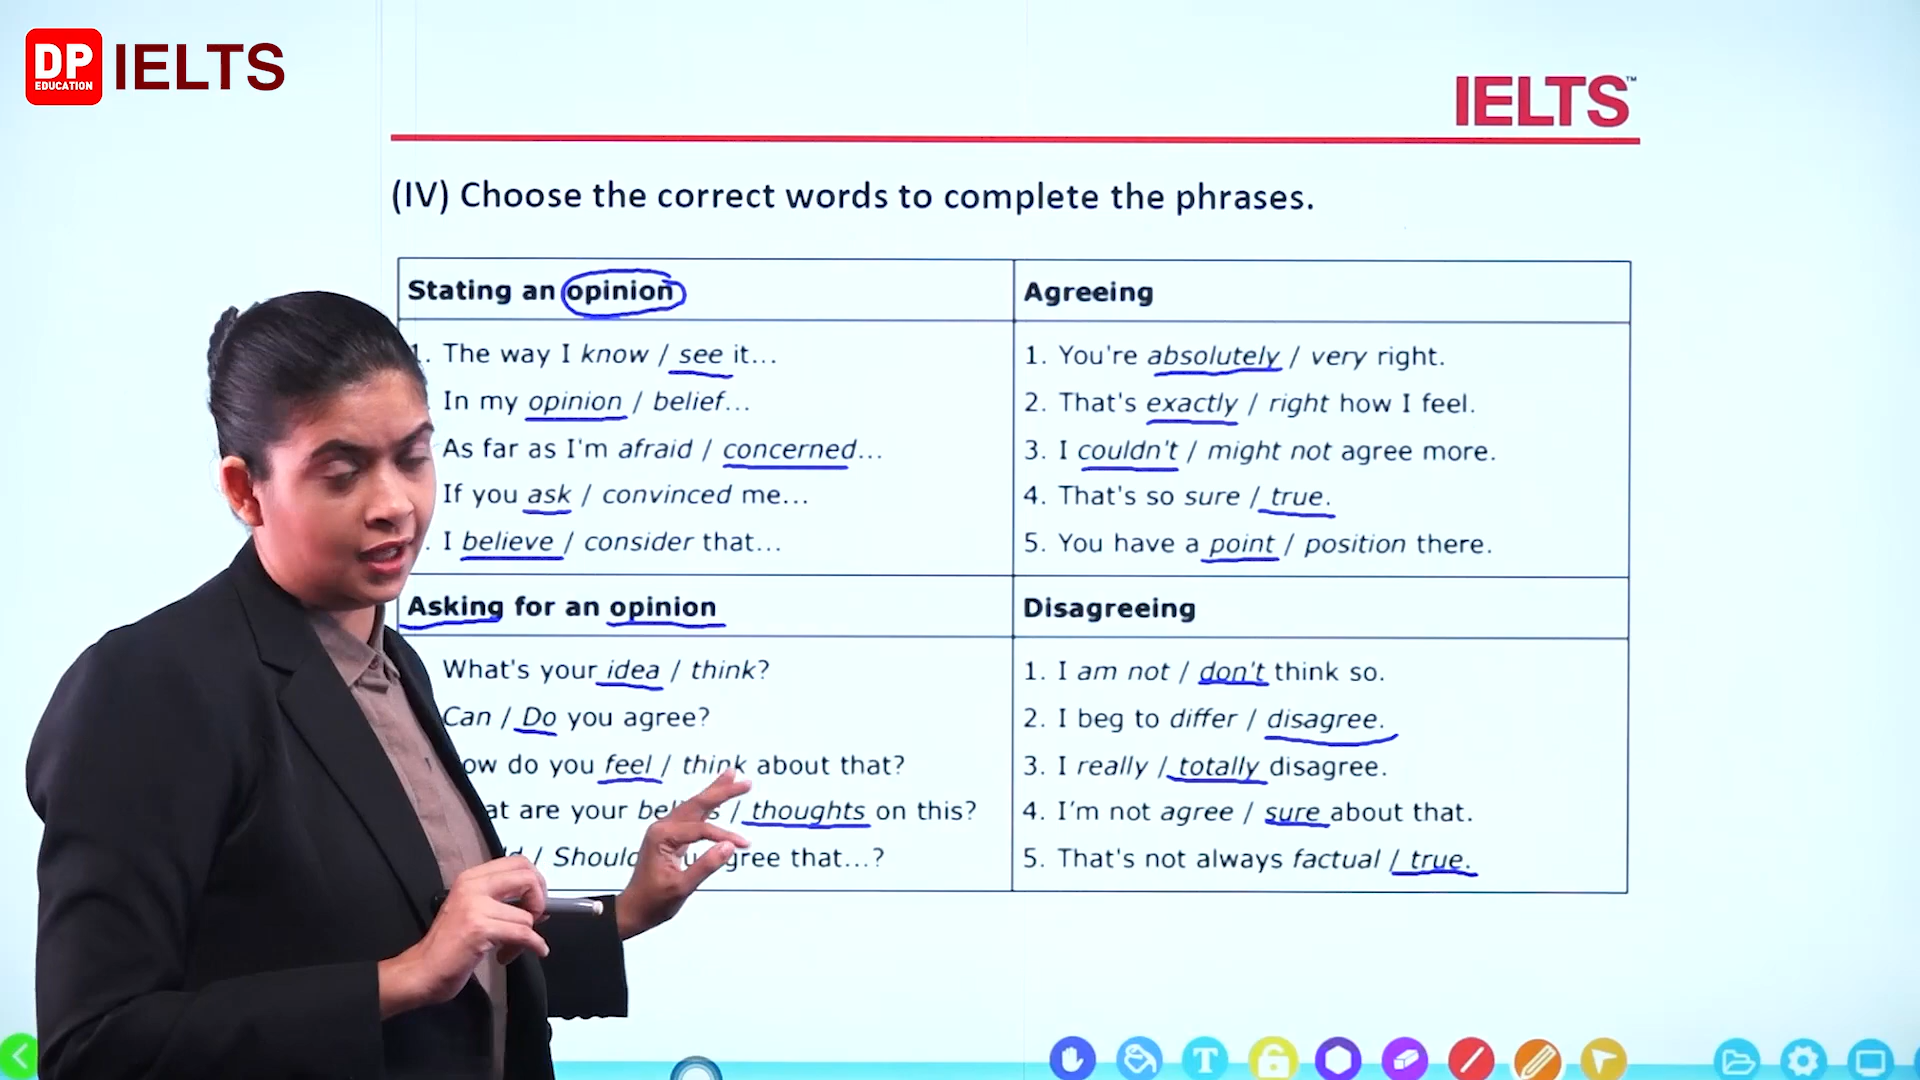 DP
EDUCATION
IELTS
IELTS™
(IV) Choose the correct words to complete the phrases.
Stating an opinion
1. The way I know / see it...
In my opinion / belief...
As far as I'm afraid / concerned...
If you ask / convinced me...
. I believe / consider that...
Agreeing
1. You're absolutely / very right.
2. That's exactly / right how I feel.
3. I couldn't / might not agree more.
4. That's so sure / true.
5. You have a point / position there.
Asking for an opinion
What's your idea / think?
Can / Do you agree?
do you feel / think about that?
are your / thoughts on this?
/ that...?
Disagreeing
1. I am not / don't think so.
2. I beg to differ / disagree.
3. I really / totally disagree.
4. I'm not agree / sure about that.
5. That's not always factual / true.
T